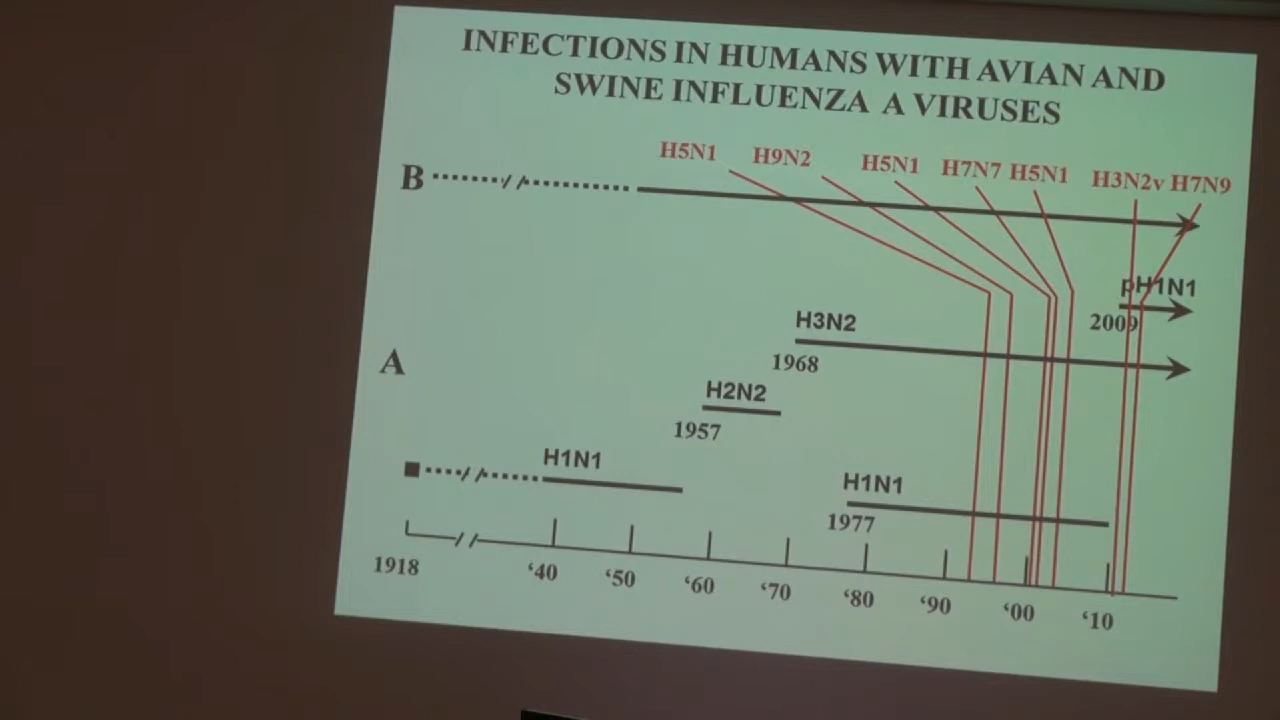 INFECTIONS IN HUMANS WITH AVIAN AND
SWINE INFLUENZA A VIRUSES
H5N1 H9N2 H5N1 H7N7 H5N1 H3N2v H7N9
B
pH1N1
2009
H3N2
1968
A
H2N2
1957
H1N1
H1N1
1977
1918 ‘40 ‘50 ‘60 ‘70 ‘80 ‘90 ‘00 ‘10